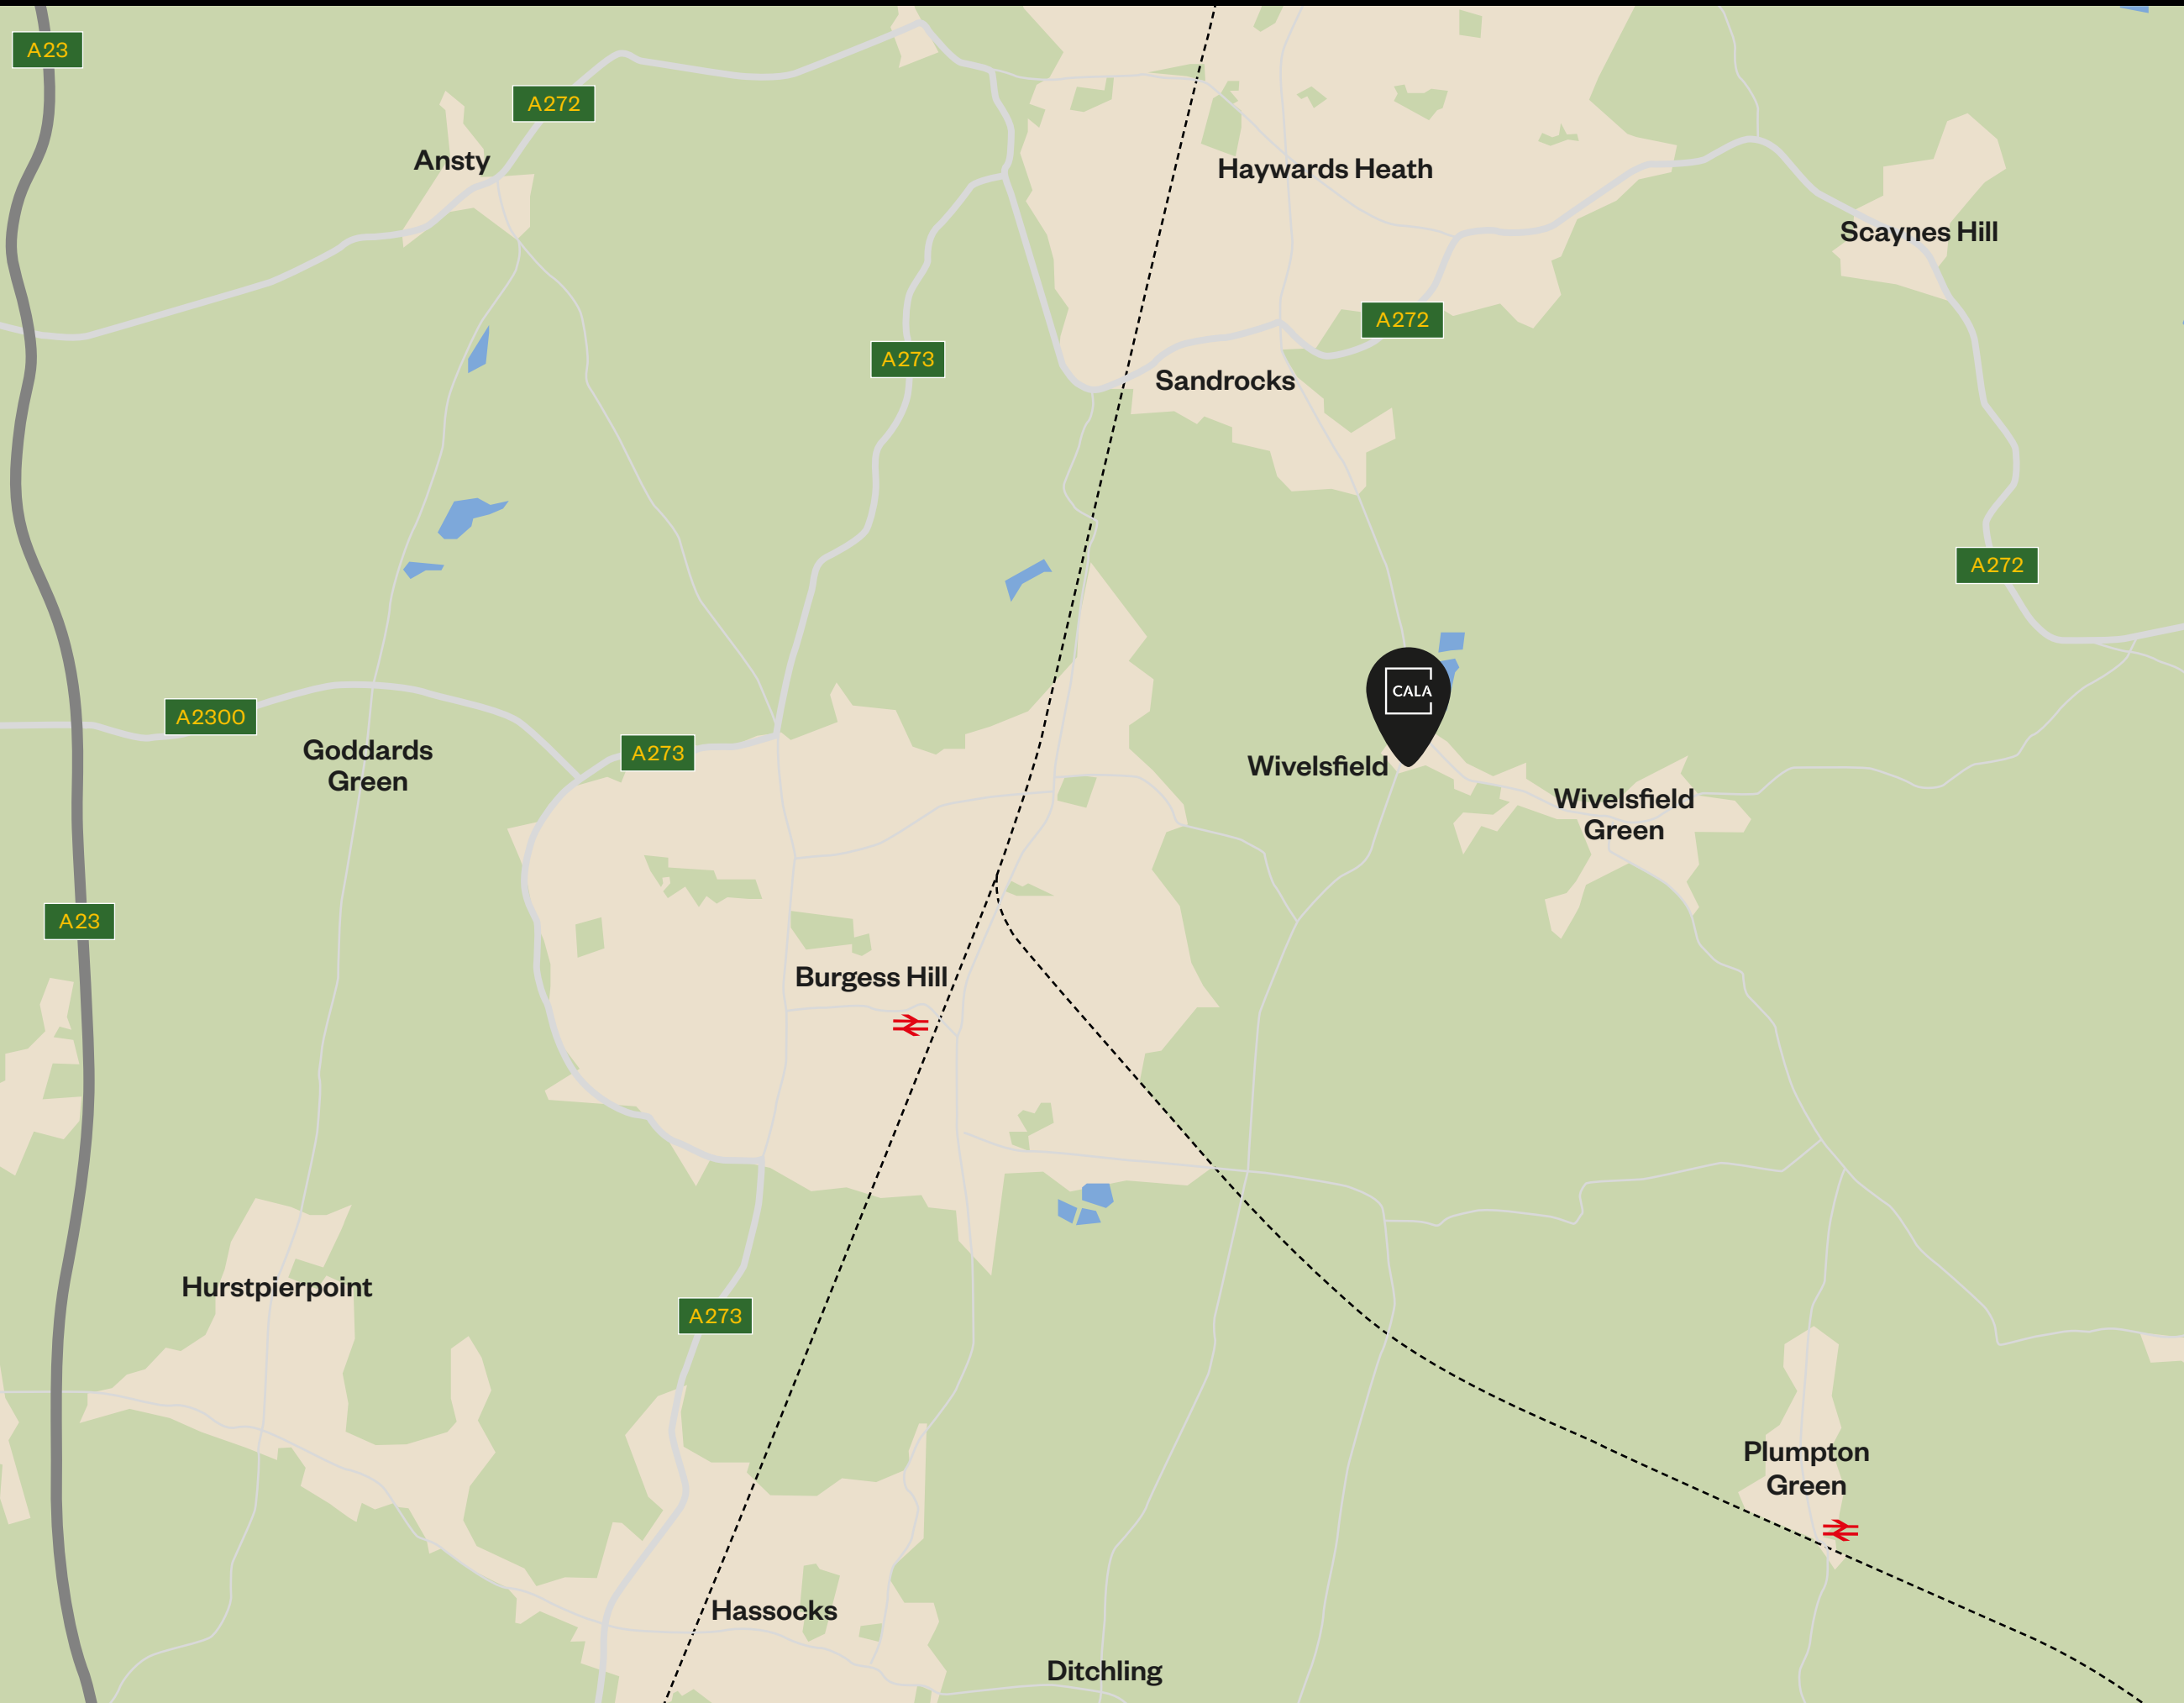 A23
A272
Ansty
Haywards Heath
Scaynes Hill
A272
A273
Sandrocks
A272
CALA
A2300
Goddards
Green
A273
Wivelsfield
Wivelsfield
Green
A23
Burgess Hill
Hurstpierpoint
A273
Plumpton
Green
Hassocks
Ditchling